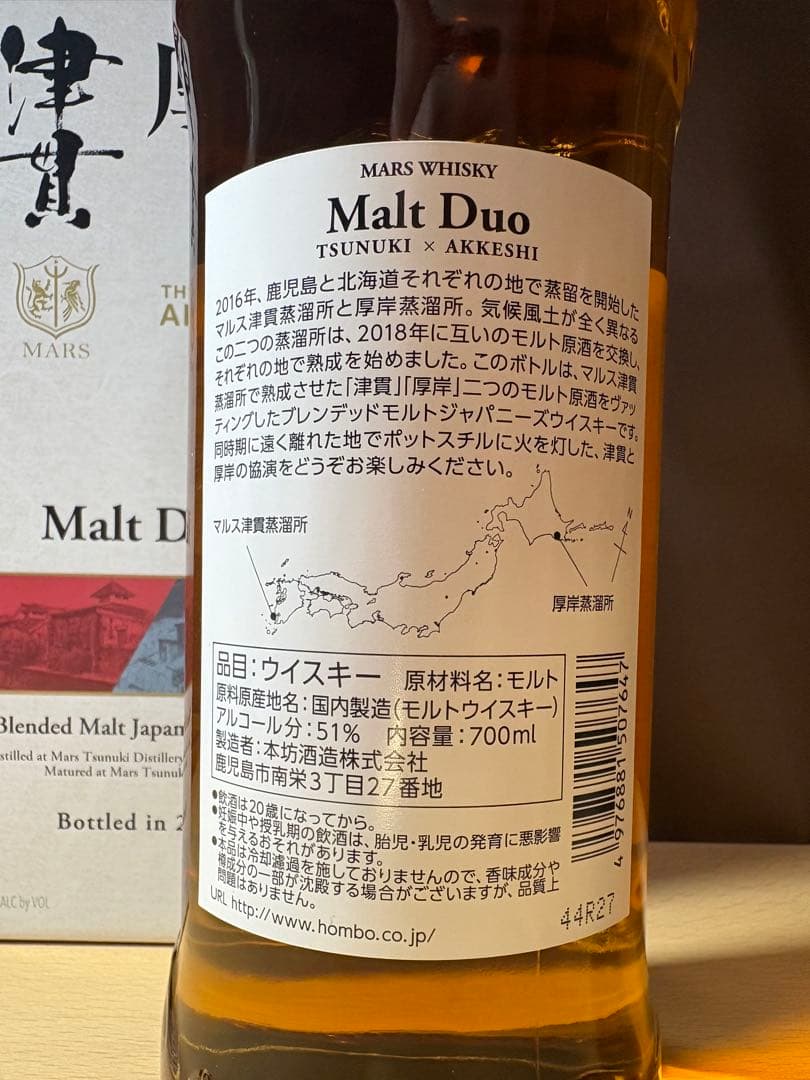 津貫
MARS
TH
AI
Malt D
Blended Malt Japan
stilled at Mars Tsunuki Distillery
Matured at Mars Tsunuk
Bottled in 2
ALC by VOL
MARS WHISKY
Malt Duo
TSUNUKI × AKKESHI
2016年、鹿児島と北海道それぞれの地で蒸留を開始した
マルス津貫蒸溜所と厚岸蒸溜所。気候風土が全く異なる
この二つの蒸溜所は、2018年に互いのモルト原酒を交換し、
それぞれの地で熟成を始めました。このボトルは、マルス津貫
蒸溜所で熟成させた「津貫」「厚岸」二つのモルト原酒をヴァッ
ティングしたブレンデッドモルトジャパニーズウイスキーです。
同時期に遠く離れた地でポットスチルに火を灯した、津貫と
厚岸の協演をどうぞお楽しみください。
マルス津貫蒸溜所
N
厚岸蒸溜所
品目:ウイスキー 原材料名:モルト
原料原産地名:国内製造(モルトウイスキー)
アルコール分:51% 内容量:700ml
製造者:本坊酒造株式会社
鹿児島市南栄3丁目27番地
●飲酒は20歳になってから。
●妊娠中や授乳期の飲酒は、胎児・乳児の発育に悪影響
を与えるおそれがあります。
●本品は冷却濾過を施しておりませんので、香味成分や
樽成分の一部が沈殿する場合がございますが、品質上
問題はありません。
URL http://www.hombo.co.jp/
4 976881 507647
44R27